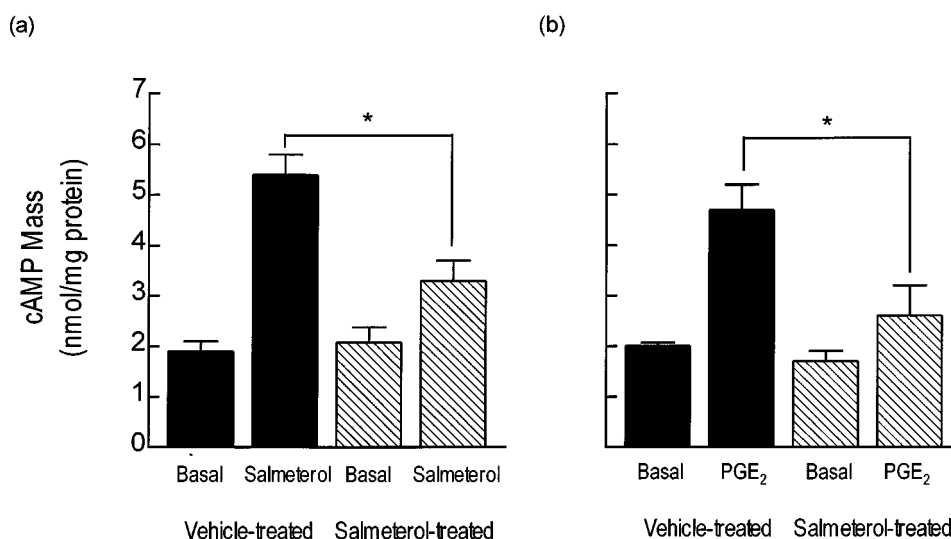 (a)
(b)
cAMP Mass
(nmol/mg protein)
7
6
5
4
3
2
1
0
*
*
Basal Salmeterol Basal Salmeterol
Vehicle-treated Salmeterol-treated
Basal PGE₂ Basal PGE₂
Vehicle-treated Salmeterol-treated